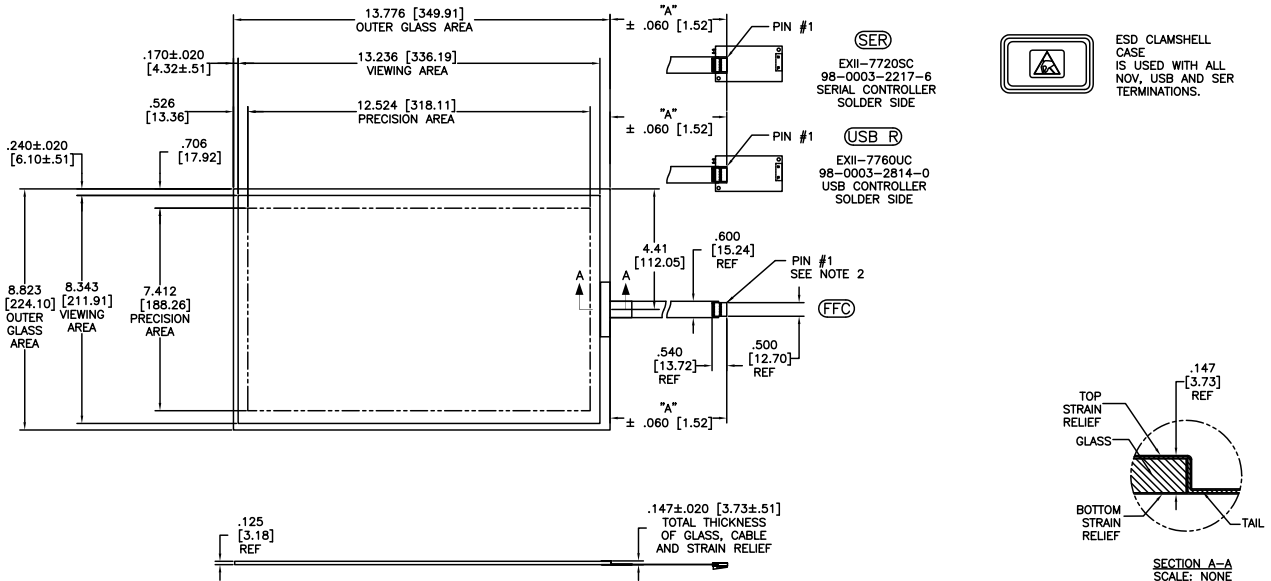 13.776 [349.91]
OUTER GLASS AREA
"A"
± .060 [1.52]
PIN #1
SER
EXII-7720SC
98-0003-2217-6
SERIAL CONTROLLER
SOLDER SIDE
ESD CLAMSHELL
CASE
IS USED WITH ALL
NOV, USB AND SER
TERMINATIONS.
.170±.020
[4.32±.51]
13.236 [336.19]
VIEWING AREA
.526
[13.36]
12.524 [318.11]
PRECISION AREA
"A"
± .060 [1.52]
PIN #1
USB R
EXII-7760UC
98-0003-2814-0
USB CONTROLLER
SOLDER SIDE
.240±.020
[6.10±.51]
.706
[17.92]
8.823
[224.10]
OUTER
GLASS
AREA
8.343
[211.91]
VIEWING
AREA
7.412
[188.26]
PRECISION
AREA
4.41
[112.05]
A
A
.600
[15.24]
REF
PIN #1
SEE NOTE 2
FFC
.540
[13.72]
REF
.500
[12.70]
REF
"A"
± .060 [1.52]
.147
[3.73]
REF
TOP
STRAIN
RELIEF
GLASS
BOTTOM
STRAIN
RELIEF
TAIL
SECTION A-A
SCALE: NONE
.125
[3.18]
REF
.147±.020 [3.73±.51]
TOTAL THICKNESS
OF GLASS, CABLE
AND STRAIN RELIEF